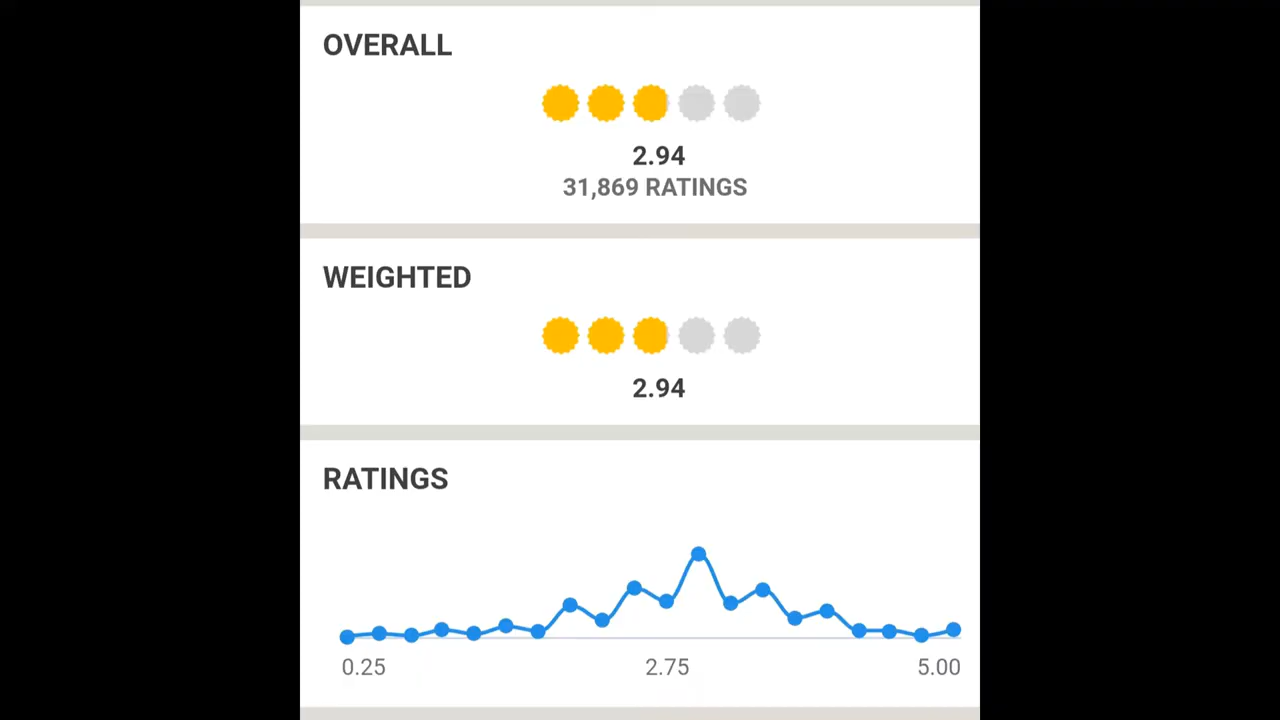 OVERALL
2.94
31,869 RATINGS
WEIGHTED
2.94
RATINGS
0.25 2.75 5.00